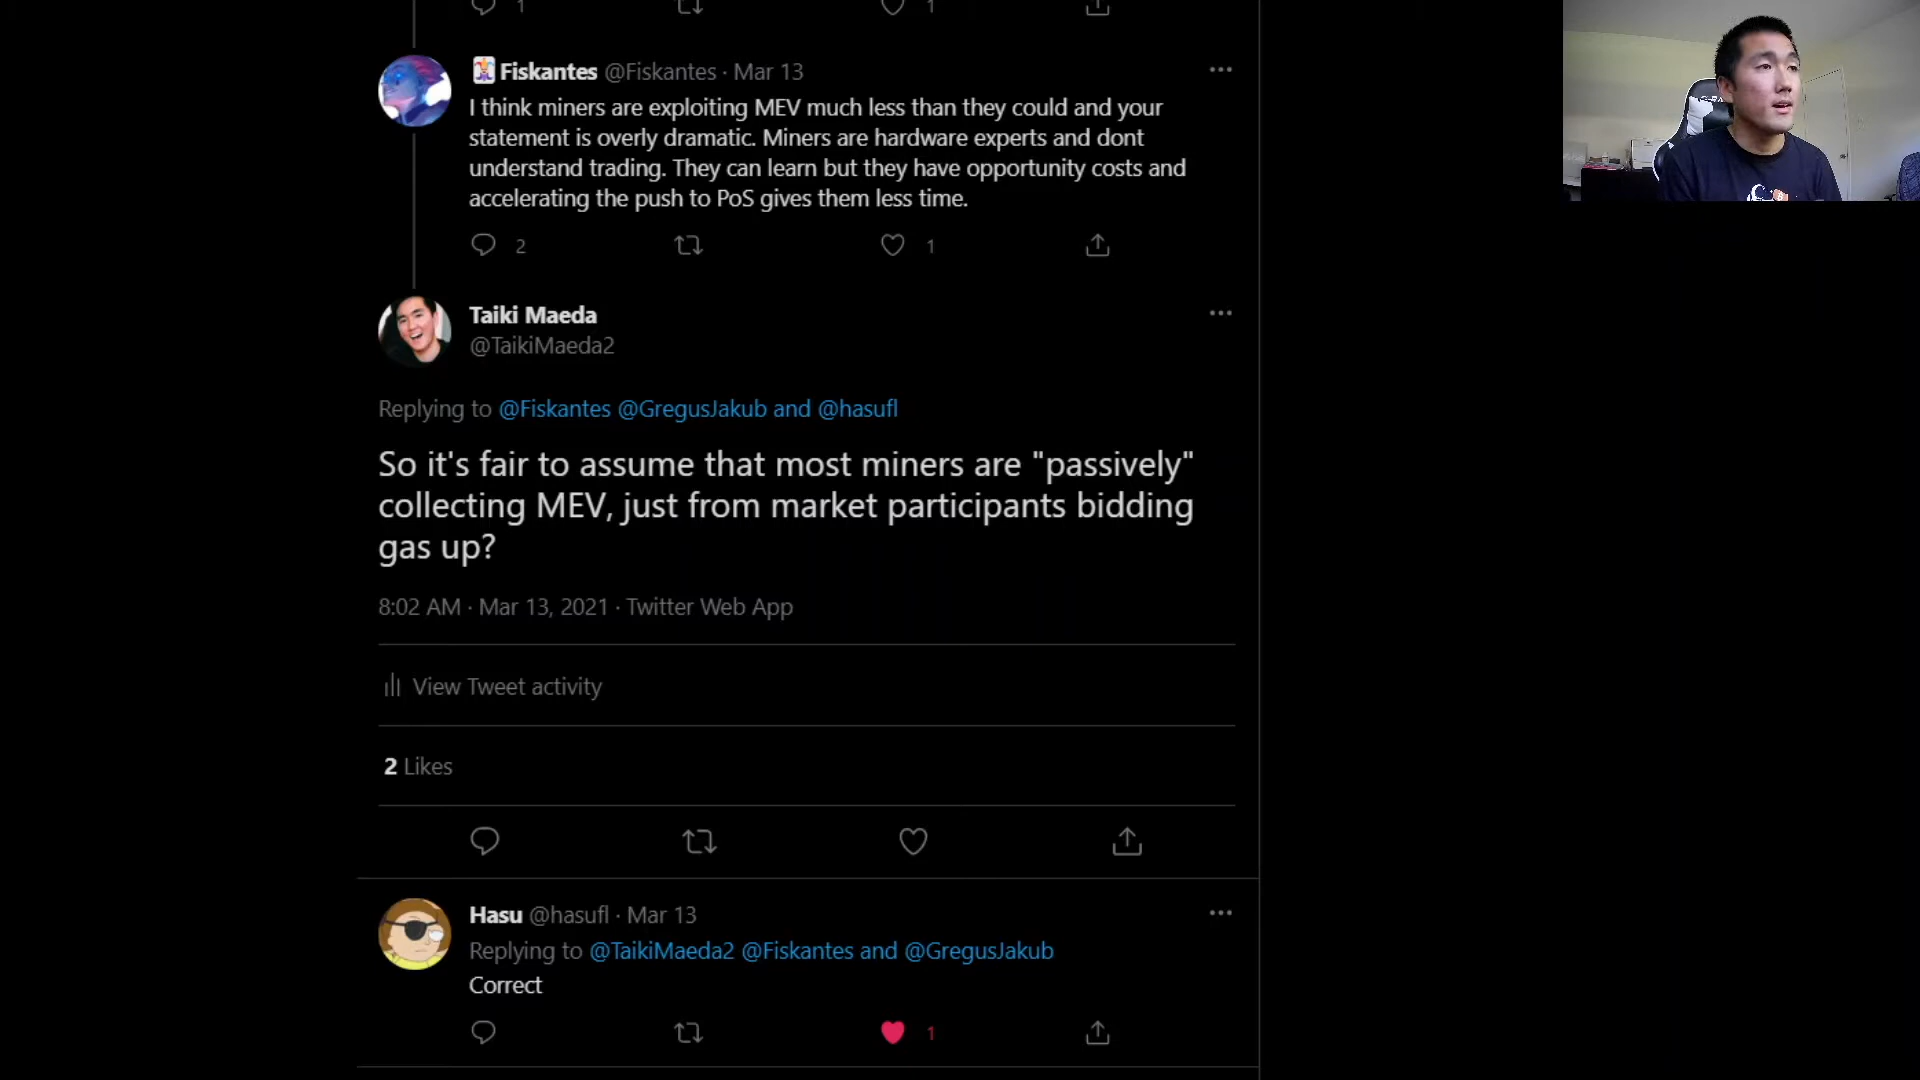 1 1
Fiskantes @Fiskantes · Mar 13
I think miners are exploiting MEV much less than they could and your
statement is overly dramatic. Miners are hardware experts and dont
understand trading. They can learn but they have opportunity costs and
accelerating the push to PoS gives them less time.
2 1
Taiki Maeda
@TaikiMaeda2
Replying to @Fiskantes @GregusJakub and @hasufl
So it's fair to assume that most miners are "passively"
collecting MEV, just from market participants bidding
gas up?
8:02 AM · Mar 13, 2021 · Twitter Web App
View Tweet activity
2 Likes
Hasu @hasufl · Mar 13
Replying to @TaikiMaeda2 @Fiskantes and @GregusJakub
Correct
1